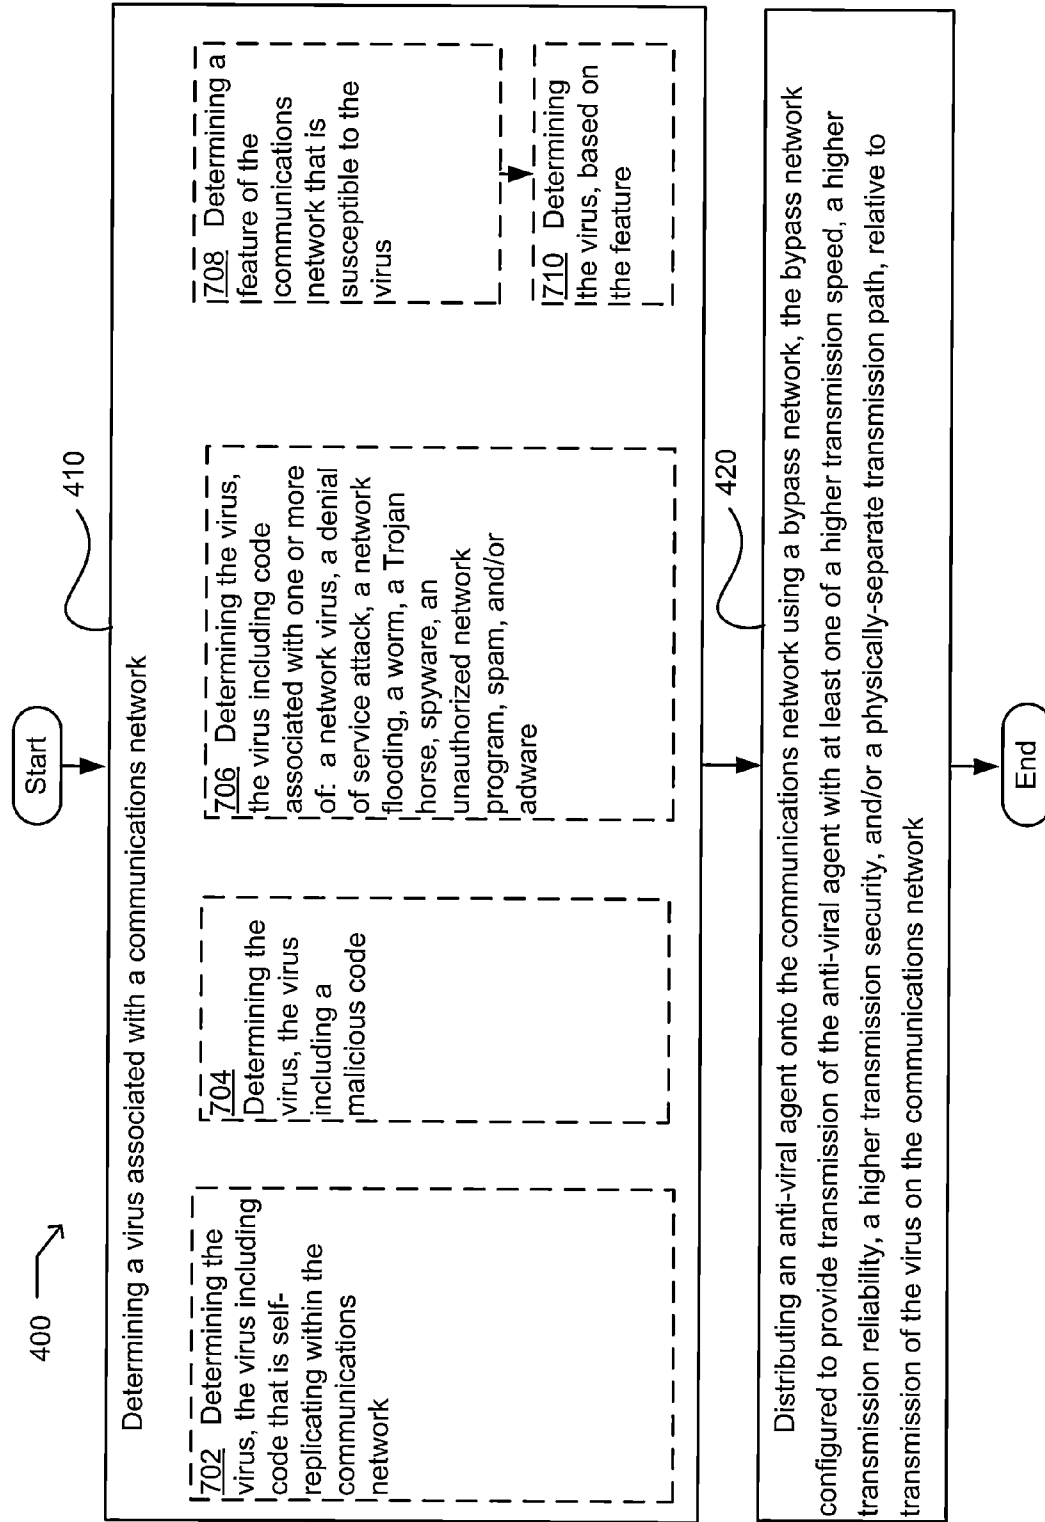 400
Start
410
Determining a virus associated with a communications network
702 Determining the
virus, the virus including
code that is self-
replicating within the
communications
network
704
Determining the
virus, the virus
including a
malicious code
706 Determining the virus,
the virus including code
associated with one or more
of: a network virus, a denial
of service attack, a network
flooding, a worm, a Trojan
horse, spyware, an
unauthorized network
program, spam, and/or
adware
708 Determining a
feature of the
communications
network that is
susceptible to the
virus
710 Determining
the virus, based on
the feature
420
Distributing an anti-viral agent onto the communications network using a bypass network, the bypass network
configured to provide transmission of the anti-viral agent with at least one of a higher transmission speed, a higher
transmission reliability, a higher transmission security, and/or a physically-separate transmission path, relative to
transmission of the virus on the communications network
End